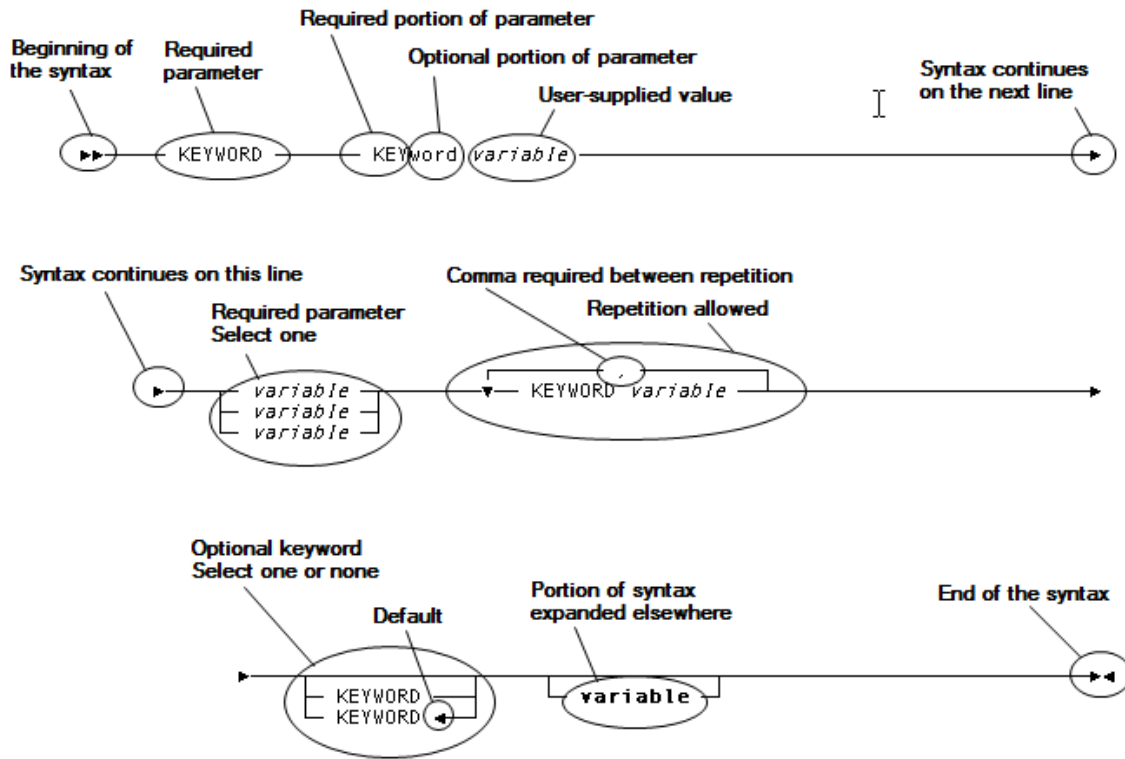 Required portion of parameter
Beginning of
the syntax
Required
parameter
Optional portion of parameter
User-supplied value
Syntax continues
on the next line
KEYWORD KEYword variable
Syntax continues on this line
Comma required between repetition
Required parameter
Select one
Repetition allowed
,
variable KEYWORD variable
variable
variable
Optional keyword
Select one or none
Default
Portion of syntax
expanded elsewhere
End of the syntax
KEYWORD variable
KEYWORD